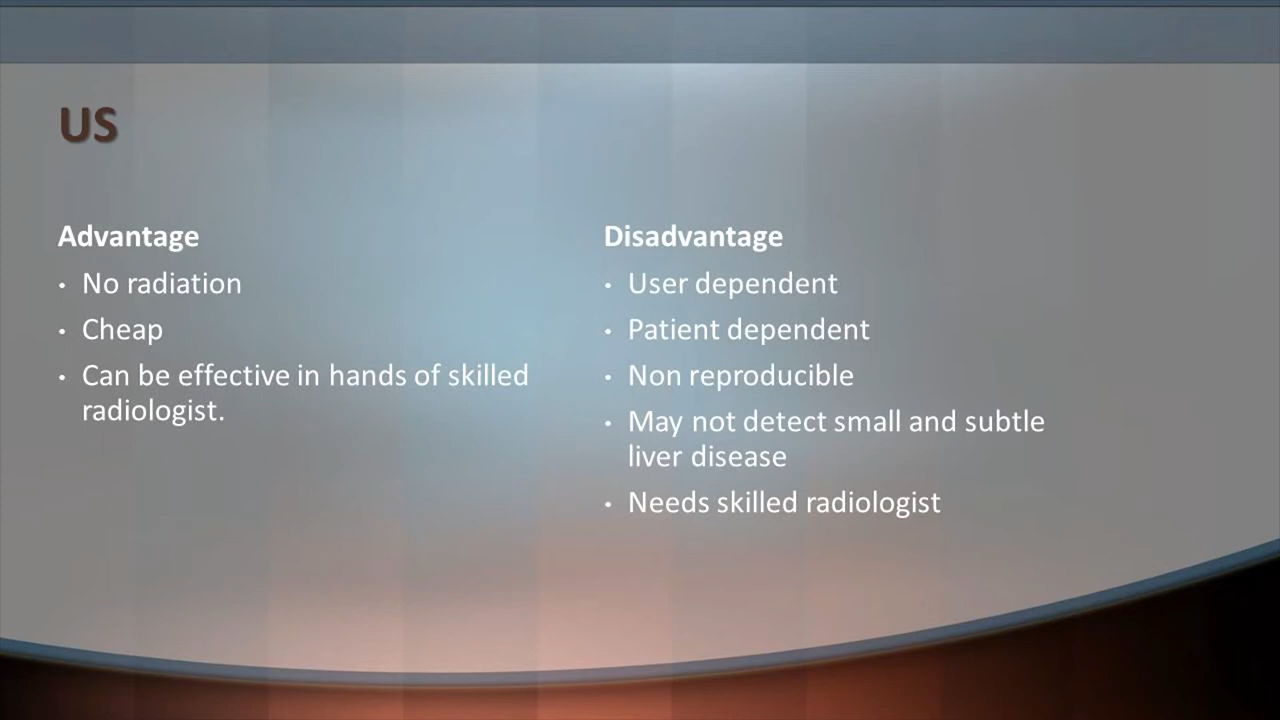 US
Advantage
• No radiation
• Cheap
• Can be effective in hands of skilled
radiologist.
Disadvantage
• User dependent
• Patient dependent
• Non reproducible
• May not detect small and subtle
liver disease
• Needs skilled radiologist